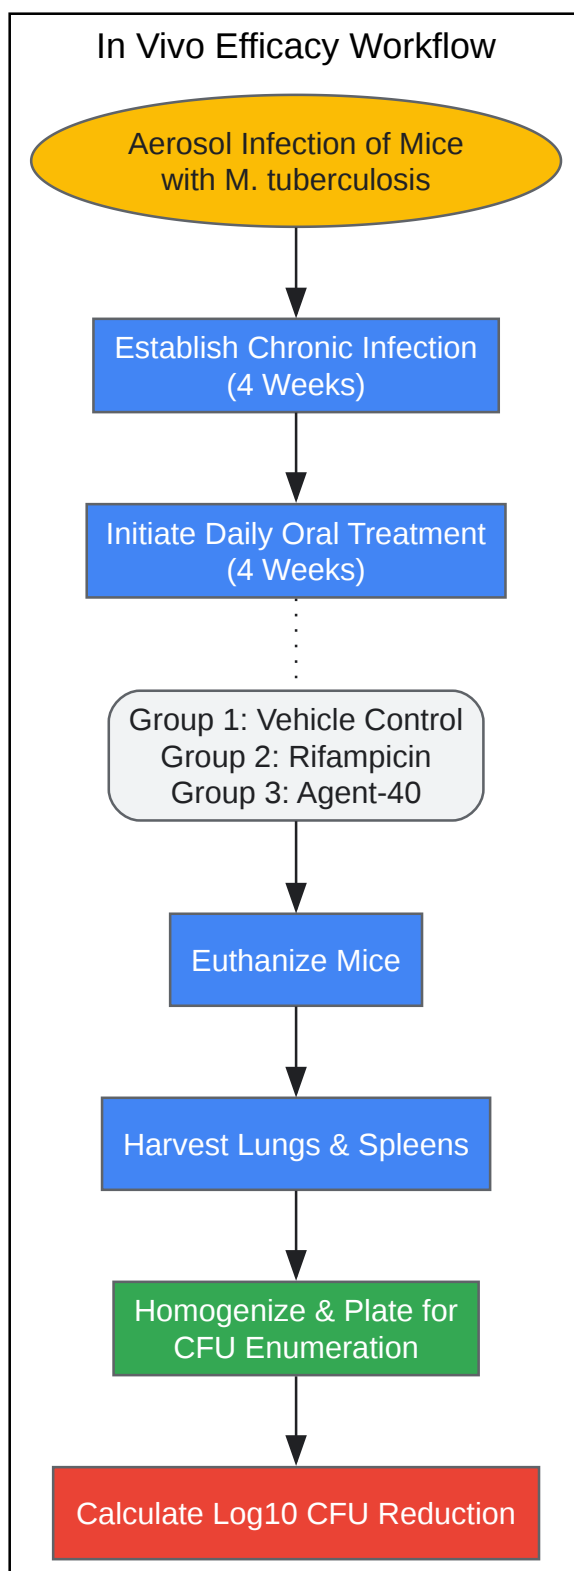 In Vivo Efficacy Workflow
Aerosol Infection of Mice
with M. tuberculosis
Establish Chronic Infection
(4 Weeks)
Initiate Daily Oral Treatment
(4 Weeks)
Group 1: Vehicle Control
Group 2: Rifampicin
Group 3: Agent-40
Euthanize Mice
Harvest Lungs & Spleens
Homogenize & Plate for
CFU Enumeration
Calculate Log10 CFU Reduction